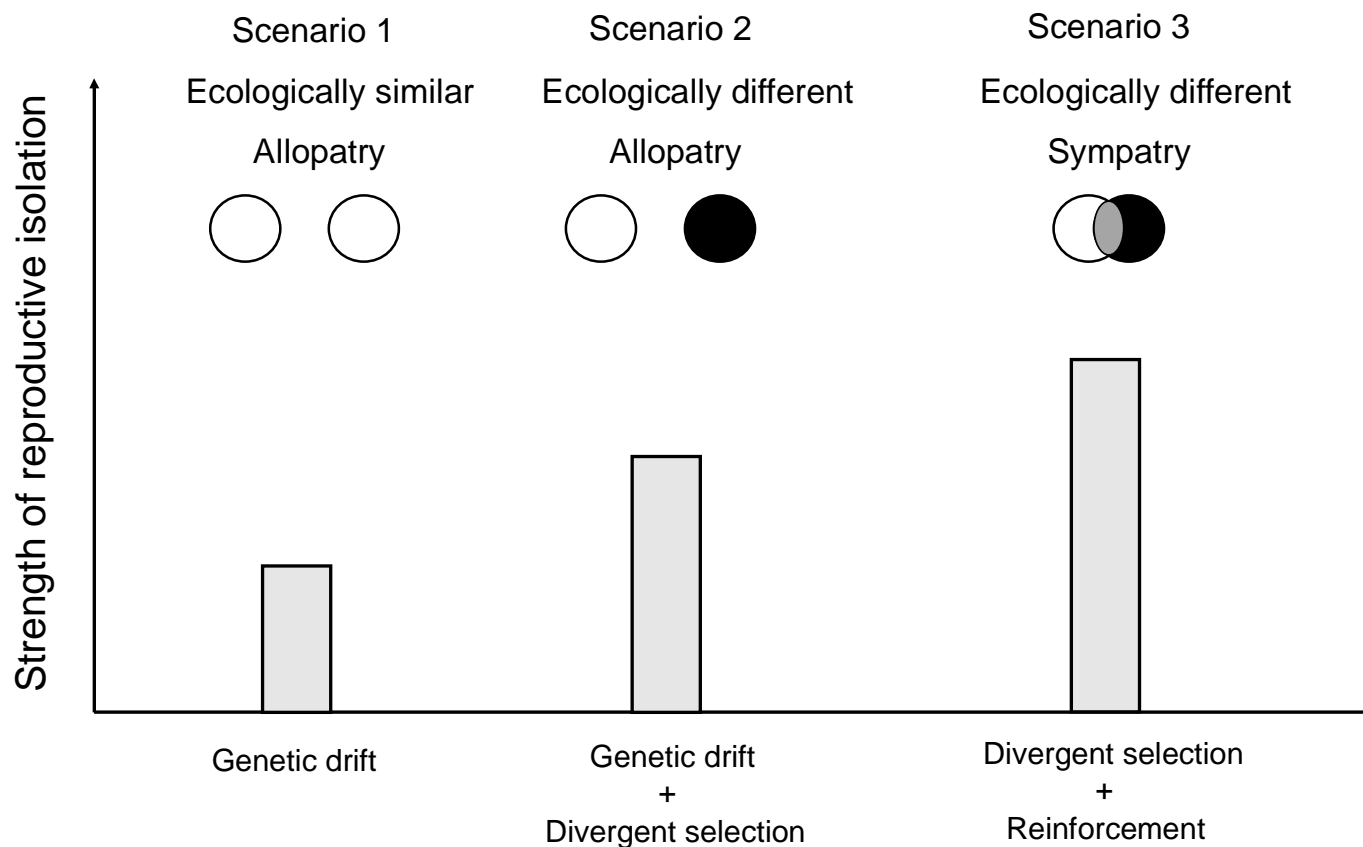 Scenario 1
Ecologically similar
Allopatry
Scenario 2
Ecologically different
Allopatry
Scenario 3
Ecologically different
Sympatry
Strength of reproductive isolation
Genetic drift
Genetic drift
+
Divergent selection
Divergent selection
+
Reinforcement